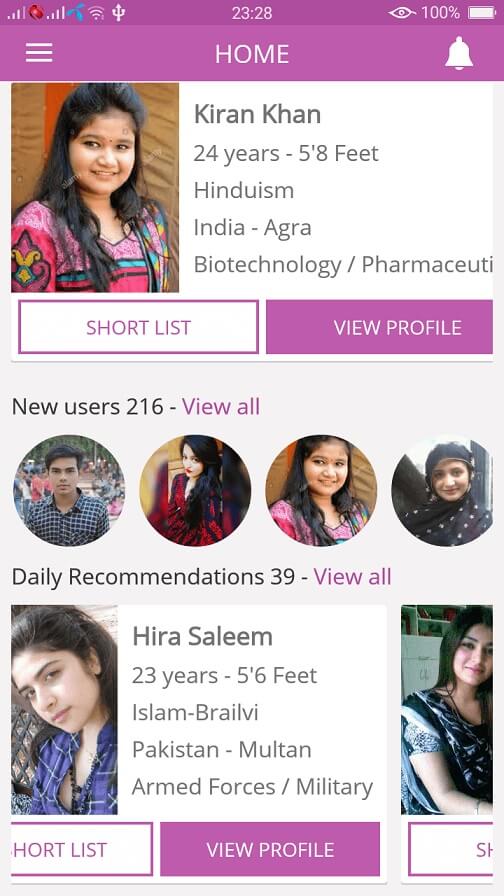 23:28
100%
HOME
Kiran Khan
24 years - 5'8 Feet
Hinduism
India - Agra
Biotechnology / Pharmaceuti
SHORT LIST
VIEW PROFILE
New users 216 - View all
Daily Recommendations 39 - View all
Hira Saleem
23 years - 5'6 Feet
Islam-Brailvi
Pakistan - Multan
Armed Forces / Military
HORT LIST
VIEW PROFILE
SH